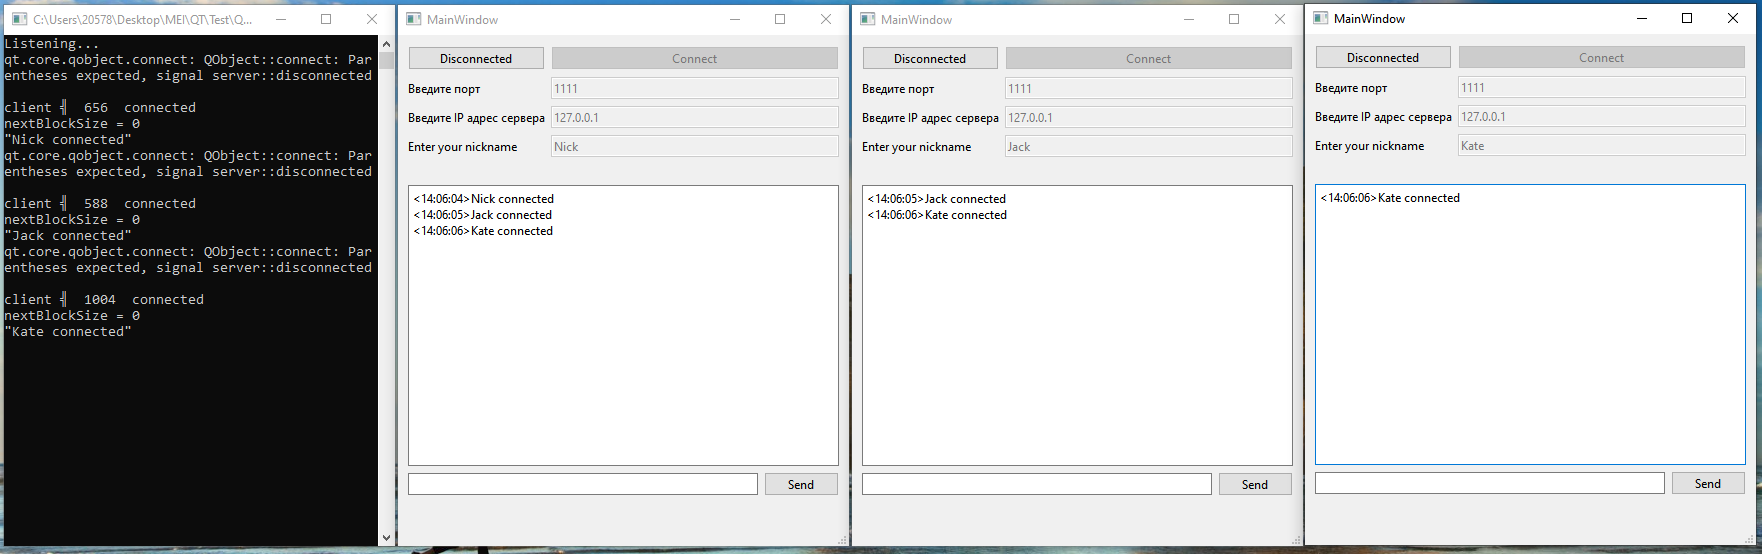 C:\Users\20578\Desktop\MEI\QT\Test\Q...
Listening...
qt.core.qobject.connect: QObject::connect: Par
entheses expected, signal server::disconnected
client ╣  656  connected
nextBlockSize = 0
"Nick connected"
qt.core.qobject.connect: QObject::connect: Par
entheses expected, signal server::disconnected
client ╣  588  connected
nextBlockSize = 0
"Jack connected"
qt.core.qobject.connect: QObject::connect: Par
entheses expected, signal server::disconnected
client ╣  1004  connected
nextBlockSize = 0
"Kate connected"
MainWindow
Disconnected Connect
Введите порт 1111
Введите IP адрес сервера 127.0.0.1
Enter your nickname Nick
<14:06:04>Nick connected
<14:06:05>Jack connected
<14:06:06>Kate connected
Send
MainWindow
Disconnected Connect
Введите порт 1111
Введите IP адрес сервера 127.0.0.1
Enter your nickname Jack
<14:06:05>Jack connected
<14:06:06>Kate connected
Send
MainWindow
Disconnected Connect
Введите порт 1111
Введите IP адрес сервера 127.0.0.1
Enter your nickname Kate
<14:06:06>Kate connected
Send